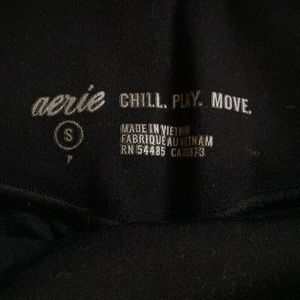 aerie CHILL. PLAY. MOVE.
S
P
MADE IN VIETNAM
FABRIQUE AU VIETNAM
RN 54485